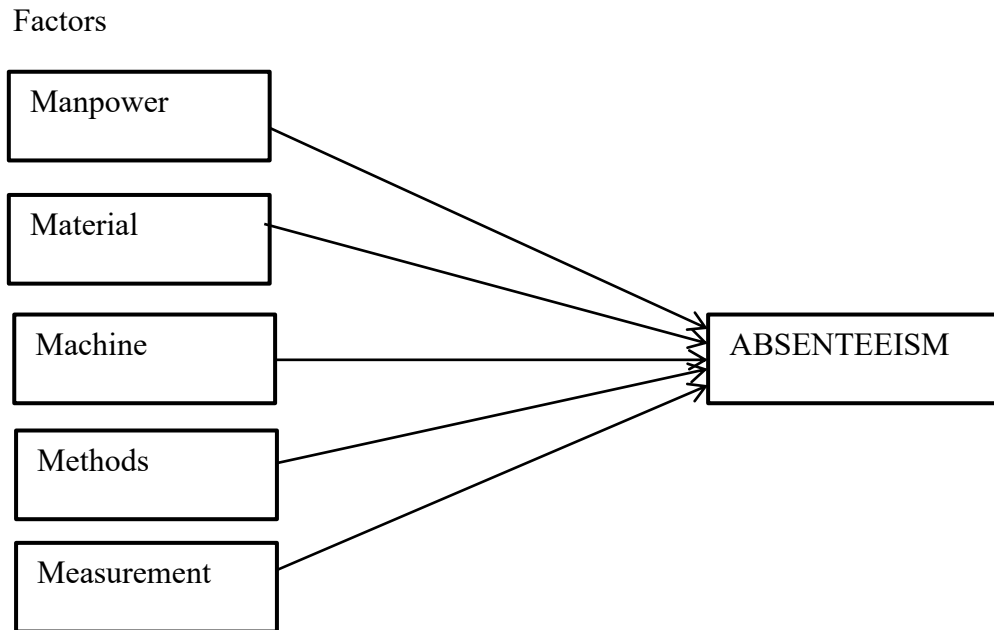 Factors
Manpower
Material
Machine
ABSENTEEISM
Methods
Measurement